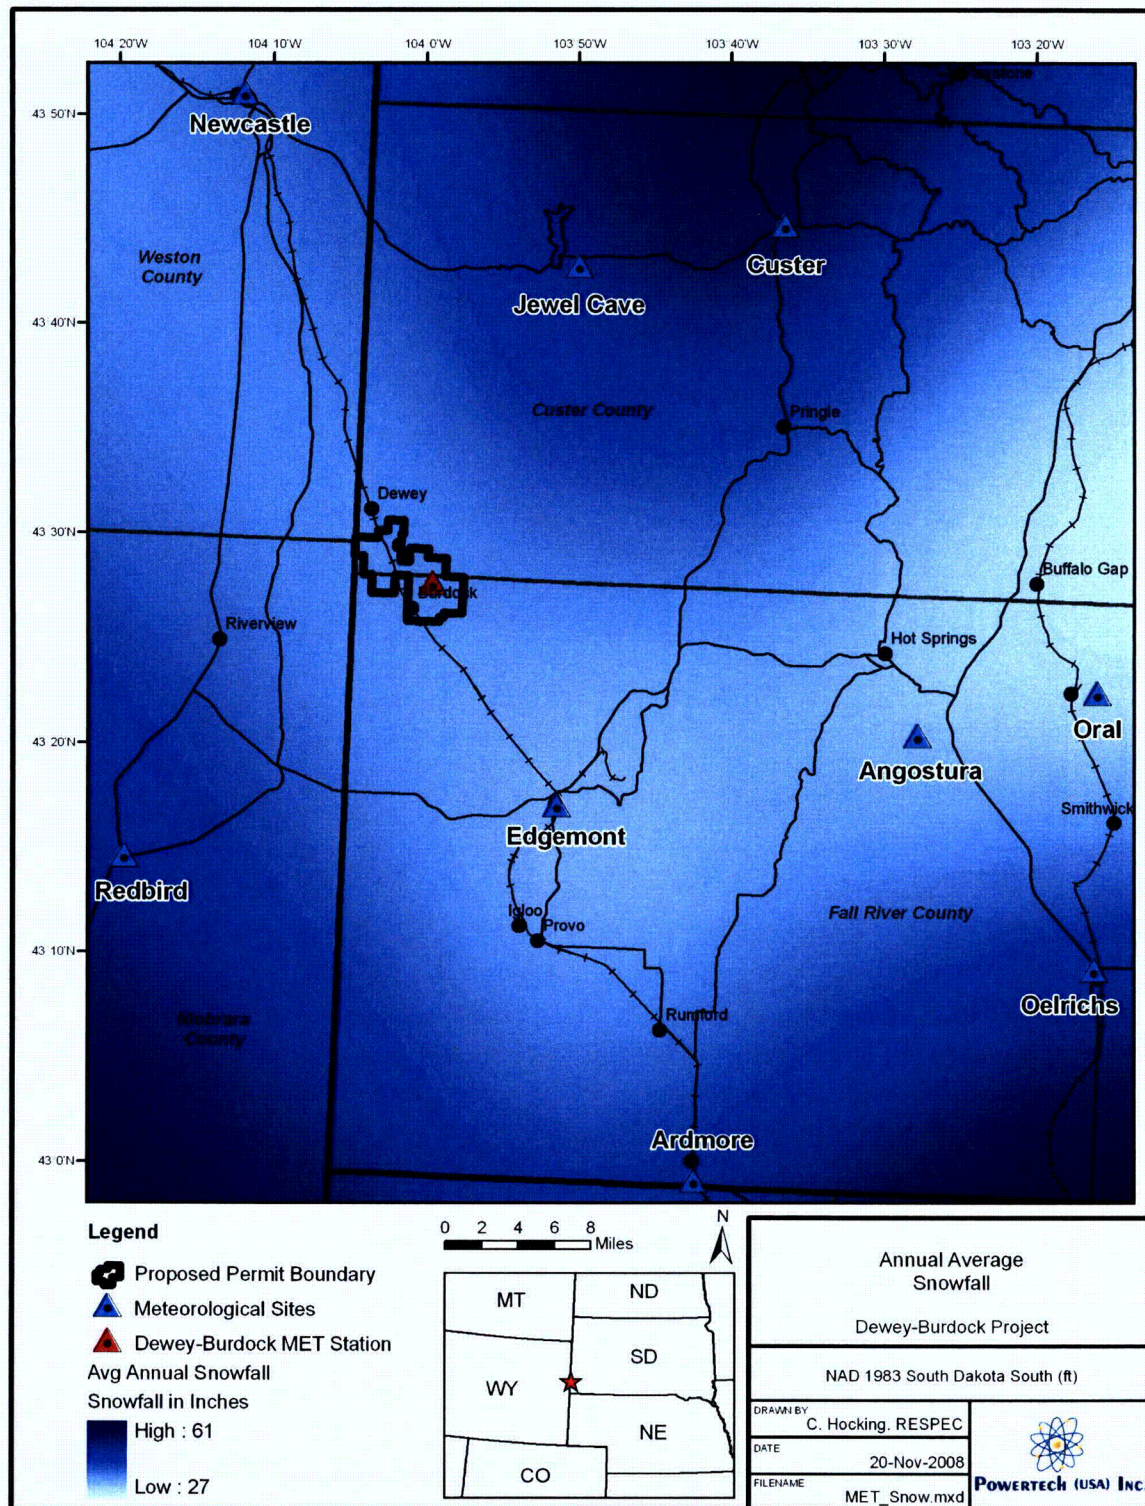 104 20'W
104 10'W
104 0'W
103 50'W
103 40'W
103 30'W
103 20'W
43 50'N
43 40'N
43 30'N
43 20'N
43 10'N
43 0'N
Newcastle
Weston
County
Custer
Jewel Cave
Custer County
Pringle
Dewey
Burdock
Buffalo Gap
Riverview
Hot Springs
Oral
Angostura
Smithwick
Edgemont
Redbird
Igloo
Provo
Fall River County
Oelrichs
Niobrara
County
Rumford
Ardmore
Legend
Proposed Permit Boundary
Meteorological Sites
Dewey-Burdock MET Station
Avg Annual Snowfall
Snowfall in Inches
High : 61
Low : 27
0 2 4 6 8
Miles
N
MT
ND
SD
WY
NE
CO
Annual Average
Snowfall
Dewey-Burdock Project
NAD 1983 South Dakota South (ft)
DRAWN BY
C. Hocking. RESPEC
DATE
20-Nov-2008
FILENAME
MET_Snow.mxd
POWERTECH (USA) INC